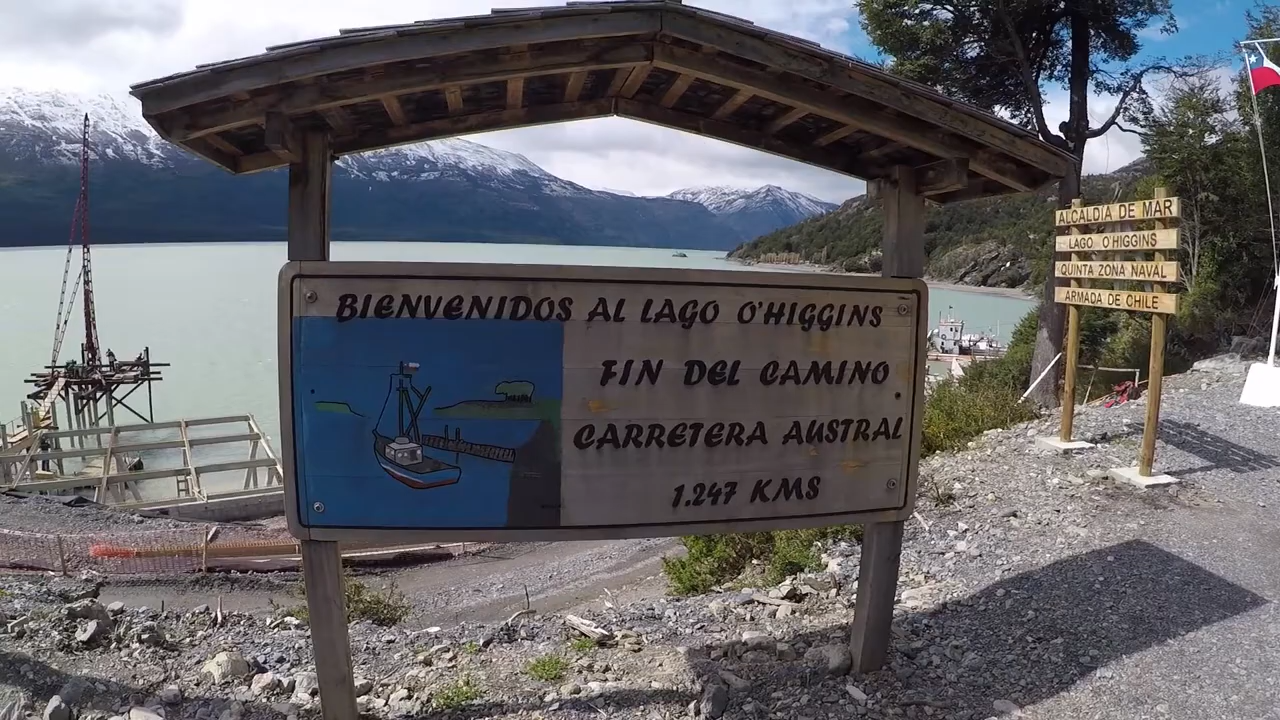 BIENVENIDOS AL LAGO O'HIGGINS
FIN DEL CAMINO
CARRETERA AUSTRAL
1.247 KMS
ALCALDIA DE MAR
LAGO O'HIGGINS
QUINTA ZONA NAVAL
ARMADA DE CHILE